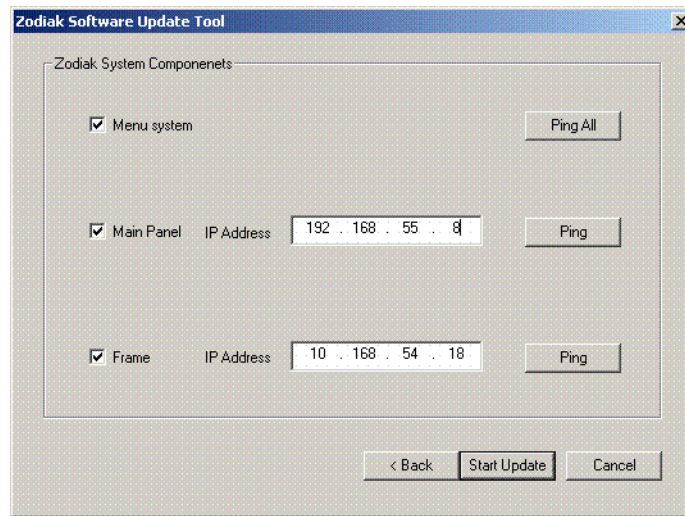 Zodiak Software Update Tool
Zodiak System Componenets
Menu system Ping All
Main Panel IP Address 192 . 168 . 55 . 8 Ping
Frame IP Address 10 . 168 . 54 . 18 Ping
< Back Start Update Cancel